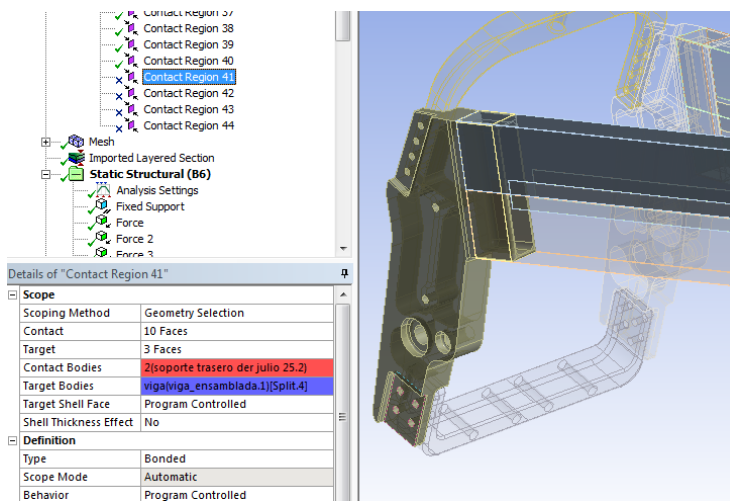 Contact Region 37
Contact Region 38
Contact Region 39
Contact Region 40
Contact Region 41
Contact Region 42
Contact Region 43
Contact Region 44
Mesh
Imported Layered Section
Static Structural (B6)
Analysis Settings
Fixed Support
Force
Force 2
Force 3
Details of "Contact Region 41"
Scope
Scoping Method Geometry Selection
Contact 10 Faces
Target 3 Faces
Contact Bodies 2(soporte trasero der julio 25.2)
Target Bodies viga(viga_ensamblada.1)[Split.4]
Target Shell Face Program Controlled
Shell Thickness Effect No
Definition
Type Bonded
Scope Mode Automatic
Behavior Program Controlled